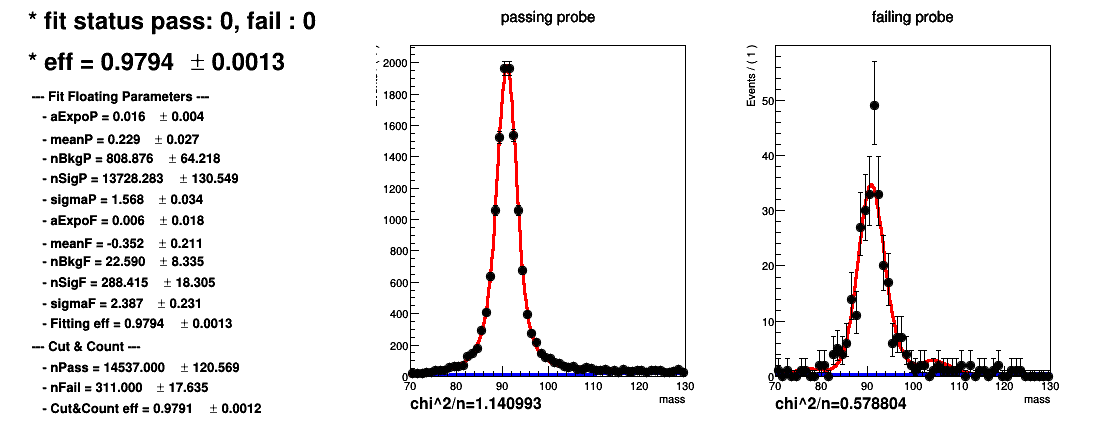 * fit status pass: 0, fail : 0
* eff = 0.9794 ± 0.0013
--- Fit Floating Parameters ---
- aExpoP = 0.016 ± 0.004
- meanP = 0.229 ± 0.027
- nBkgP = 808.876 ± 64.218
- nSigP = 13728.283 ± 130.549
- sigmaP = 1.568 ± 0.034
- aExpoF = 0.006 ± 0.018
- meanF = -0.352 ± 0.211
- nBkgF = 22.590 ± 8.335
- nSigF = 288.415 ± 18.305
- sigmaF = 2.387 ± 0.231
- Fitting eff = 0.9794 ± 0.0013
--- Cut & Count ---
- nPass = 14537.000 ± 120.569
- nFail = 311.000 ± 17.635
- Cut&Count eff = 0.9791 ± 0.0012
passing probe
2000
1800
1600
1400
1200
1000
800
600
400
200
0
70 80 90 100 110 120 130
mass
chi^2/n=1.140993
failing probe
Events / ( 1 )
50
40
30
20
10
0
70 80 90 100 110 120 130
mass
chi^2/n=0.578804